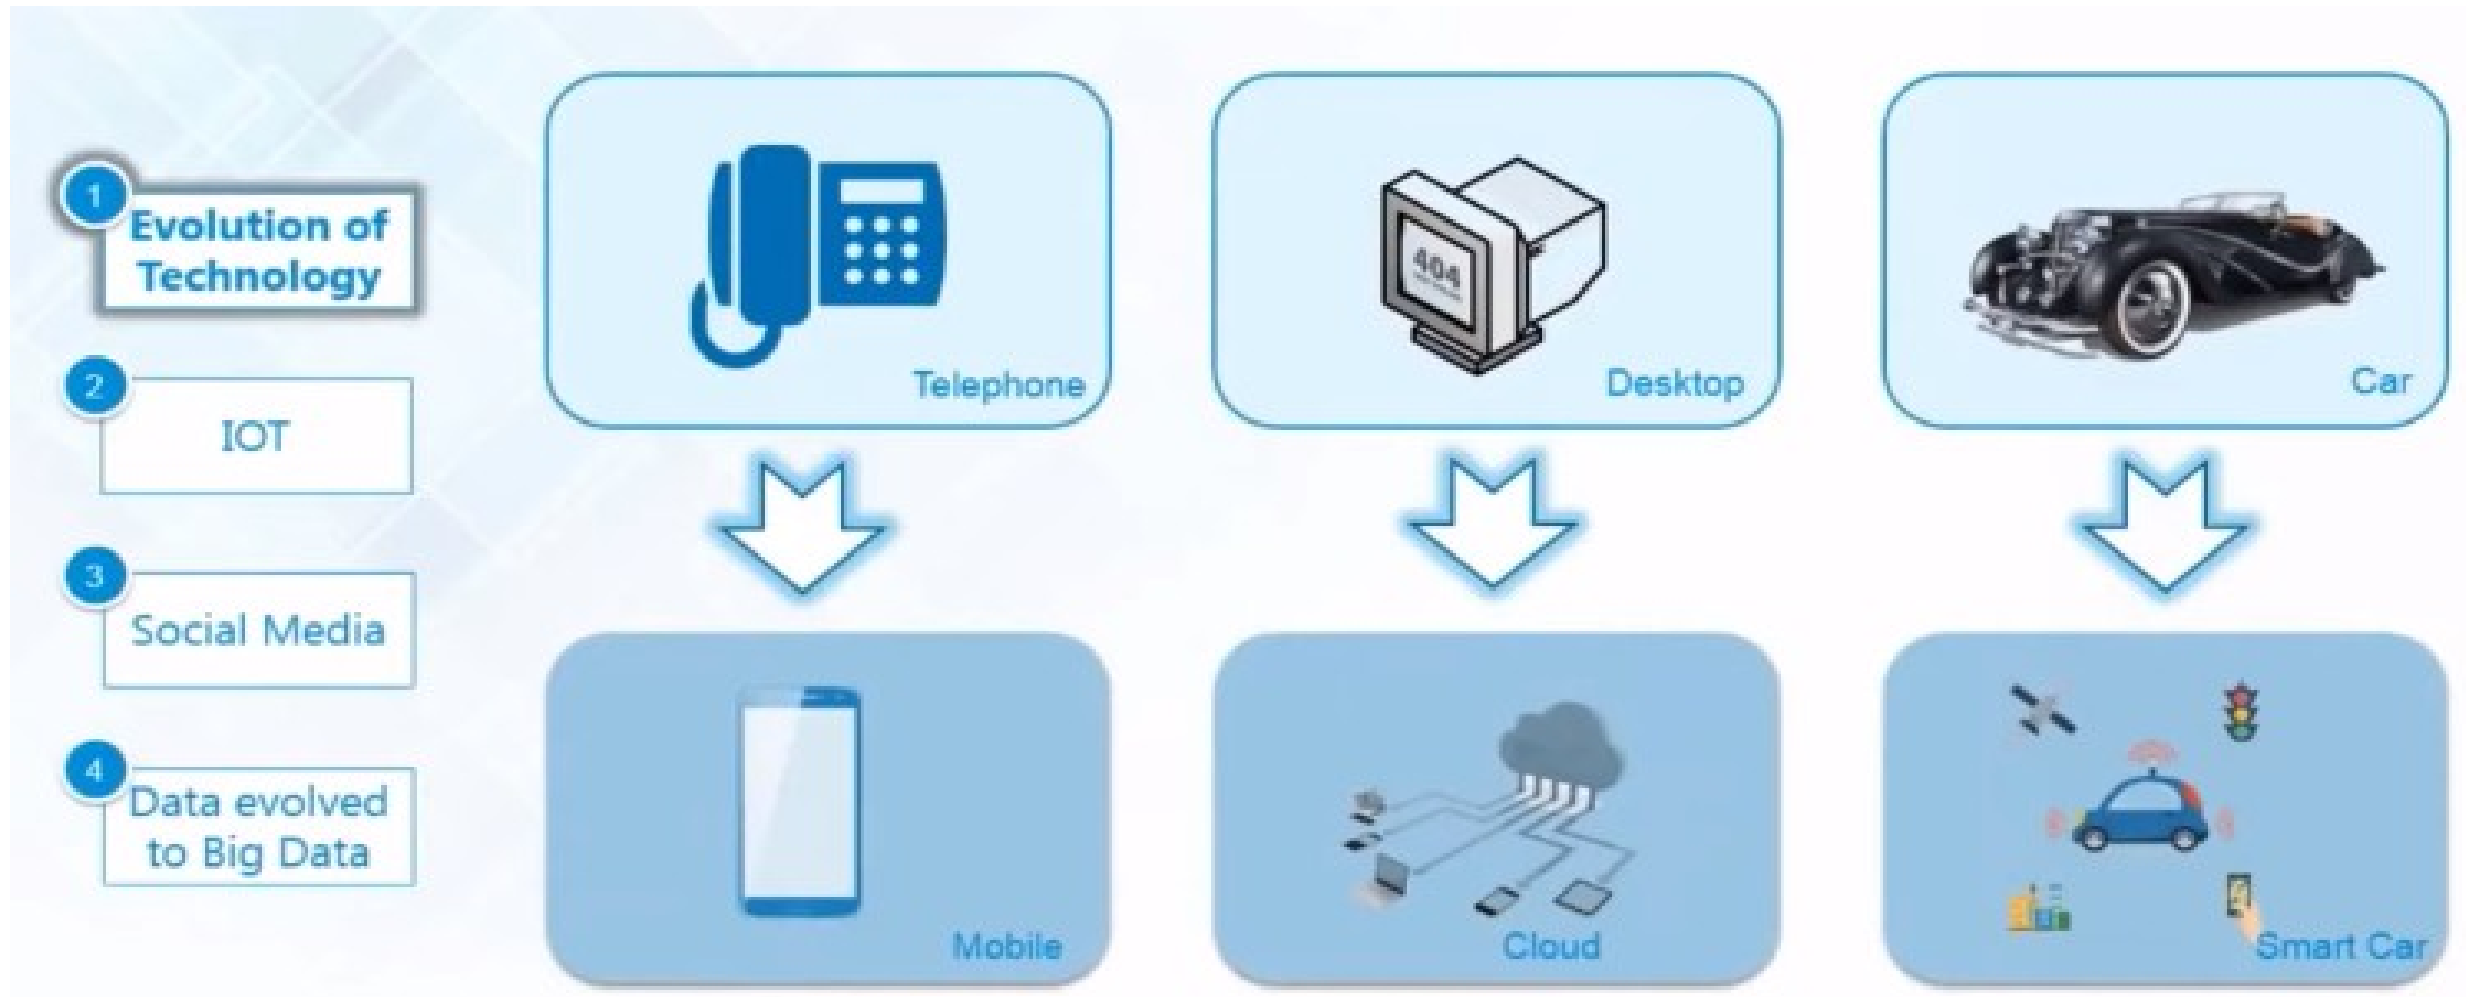 1
Evolution of
Technology
2
IOT
3
Social Media
4
Data evolved
to Big Data
Telephone
404
Desktop
Car
Mobile
Cloud
Smart Car